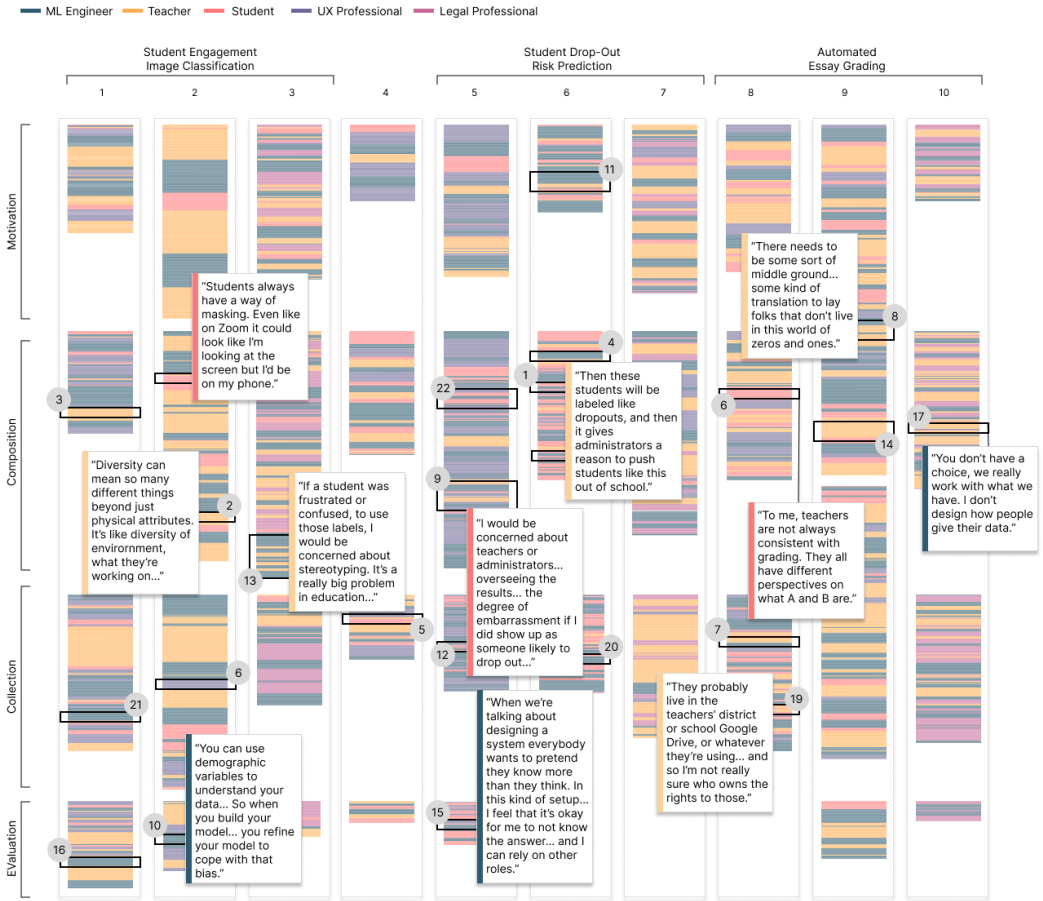 ML Engineer
Teacher
Student
UX Professional
Legal Professional
Student Engagement
Image Classification
Student Drop-Out
Risk Prediction
Automated
Essay Grading
1
2
3
4
5
6
7
8
9
10
Motivation
11
"There needs to
be some sort of
middle ground...
some kind of
translation to lay
folks that don't live
in this world of
zeros and ones."
8
"Students always
have a way of
masking. Even like
on Zoom it could
look like I'm
looking at the
screen but I'd be
on my phone."
Composition
3
22
4
1
"Then these
students will be
labeled like
dropouts, and then
it gives
administrators a
reason to push
students like this
out of school."
6
14
17
"You don't have a
choice, we really
work with what we
have. I don't
design how people
give their data."
"Diversity can
mean so many
different things
beyond just
physical attributes.
It's like diversity of
envirornment,
what they're
working on..."
2
13
"If a student was
frustrated or
confused, to use
those labels, I
would be
concerned about
stereotyping. It's a
really big problem
in education..."
9
"I would be
concerned about
teachers or
administrators...
overseeing the
results... the
degree of
embarrassment if I
did show up as
someone likely to
drop out..."
"To me, teachers
are not always
consistent with
grading. They all
have different
perspectives on
what A and B are."
Collection
21
6
5
12
20
7
19
"They probably
live in the
teachers' district
or school Google
Drive, or whatever
they're using... and
so I'm not really
sure who owns the
rights to those."
"You can use
demographic
variables to
understand your
data... So when
you build your
model... you refine
your model to
cope with that
bias."
"When we're
talking about
designing a
system everybody
wants to pretend
they know more
than they think. In
this kind of setup...
I feel that it's okay
for me to not know
the answer... and I
can rely on other
roles."
Evaluation
16
10
15